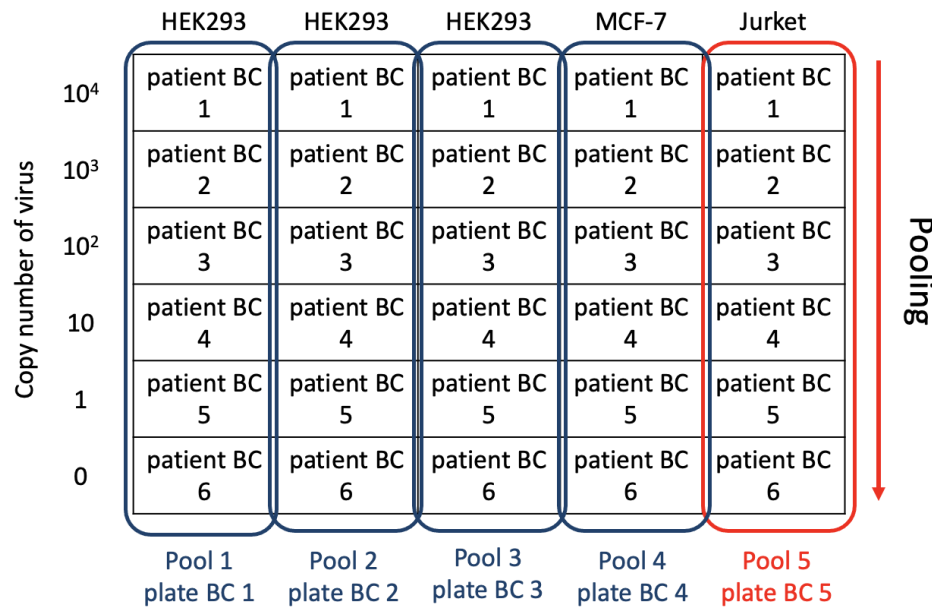 HEK293 HEK293 HEK293 MCF-7 Jurket
Copy number of virus
10⁴
patient BC patient BC patient BC patient BC patient BC
1 1 1 1 1
10³
patient BC patient BC patient BC patient BC patient BC
2 2 2 2 2
10²
patient BC patient BC patient BC patient BC patient BC
3 3 3 3 3
10
patient BC patient BC patient BC patient BC patient BC
4 4 4 4 4
1
patient BC patient BC patient BC patient BC patient BC
5 5 5 5 5
0
patient BC patient BC patient BC patient BC patient BC
6 6 6 6 6
Pooling
Pool 1 Pool 2 Pool 3 Pool 4 Pool 5
plate BC 1 plate BC 2 plate BC 3 plate BC 4 plate BC 5